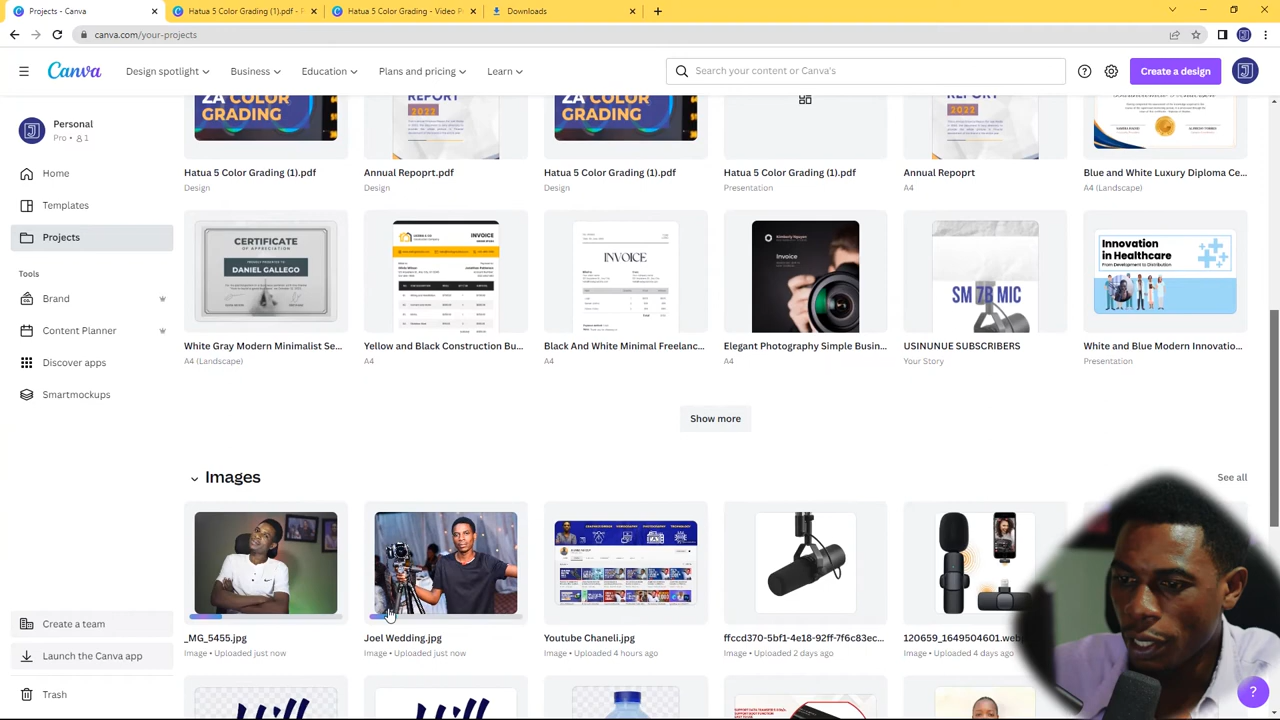 Projects - Canva
Hatua 5 Color Grading (1).pdf - P
Hatua 5 Color Grading - Video P
Downloads
canva.com/your-projects
Canva
Design spotlight
Business
Education
Plans and pricing
Learn
Search your content or Canva's
Create a design
J
Personal
Pro • 1
Home
Templates
Projects
Tools
Brand
Content Planner
Discover apps
Smartmockups
Create a team
Launch the Canva app
Trash
ZA COLOR
GRADING
REPORT
2022
ZA COLOR
GRADING
REPORT
2022
Hatua 5 Color Grading (1).pdf
Annual Repoprt.pdf
Hatua 5 Color Grading (1).pdf
Hatua 5 Color Grading (1).pdf
Annual Repoprt
Blue and White Luxury Diploma Ce...
Design
Design
Design
Presentation
A4
A4 (Landscape)
CERTIFICATE
OF APPRECIATION
DANIEL GALLEGO
INVOICE
INVOICE
Invoice
SM 7B MIC
Innovation
in Healthcare
From Development to Distribution
White Gray Modern Minimalist Se...
Yellow and Black Construction Bu...
Black And White Minimal Freelanc...
Elegant Photography Simple Busin...
USINUNUE SUBSCRIBERS
White and Blue Modern Innovatio...
A4 (Landscape)
A4
A4
A4
Your Story
Presentation
Show more
Images
See all
_MG_5455.jpg
Joel Wedding.jpg
Youtube Chaneli.jpg
ffccd370-5bf1-4e18-92ff-7f6c83ec...
120659_1649504601.web
Image • Uploaded just now
Image • Uploaded just now
Image • Uploaded 4 hours ago
Image • Uploaded 2 days ago
Image • Uploaded 4 days ago
?